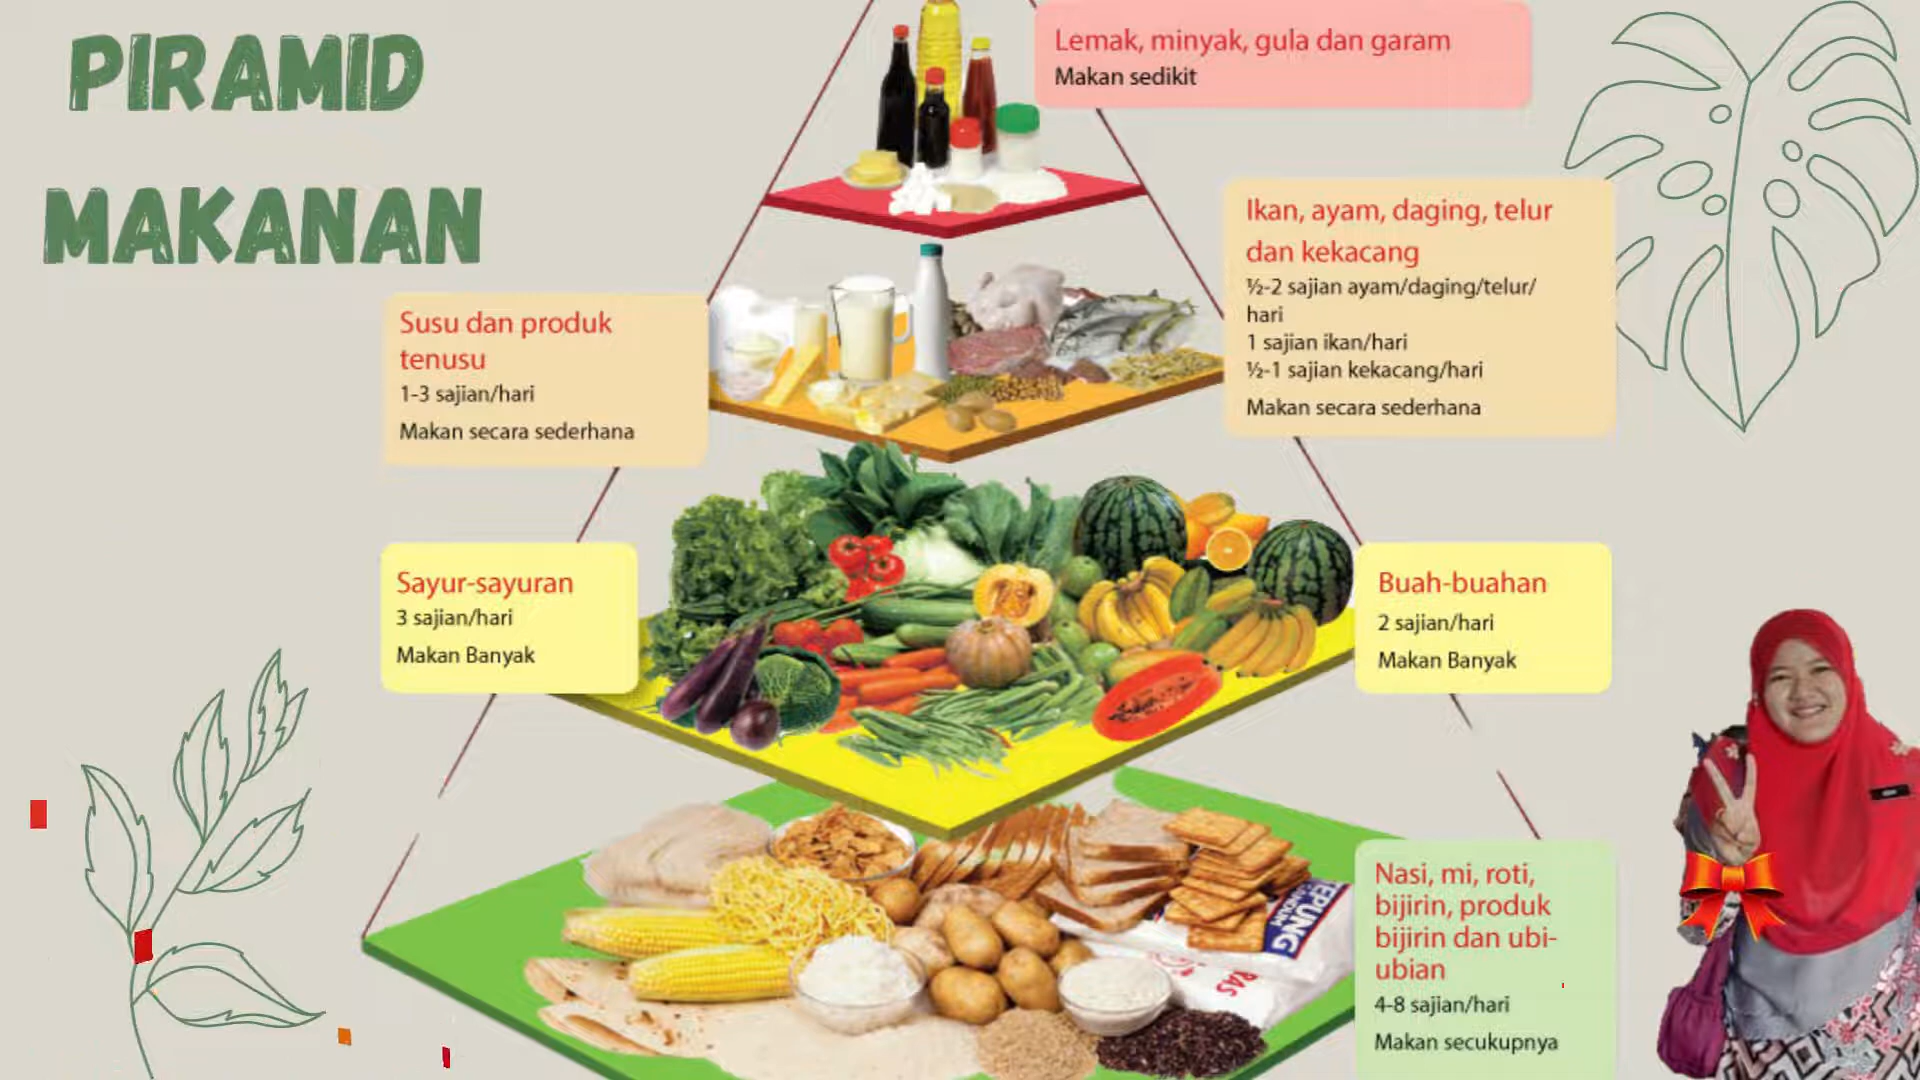 PIRAMID
MAKANAN
Lemak, minyak, gula dan garam
Makan sedikit
Ikan, ayam, daging, telur
dan kekacang
½-2 sajian ayam/daging/telur/
hari
1 sajian ikan/hari
½-1 sajian kekacang/hari
Makan secara sederhana
Susu dan produk
tenusu
1-3 sajian/hari
Makan secara sederhana
Sayur-sayuran
3 sajian/hari
Makan Banyak
Buah-buahan
2 sajian/hari
Makan Banyak
Nasi, mi, roti,
bijirin, produk
bijirin dan ubi-
ubian
4-8 sajian/hari
Makan secukupnya